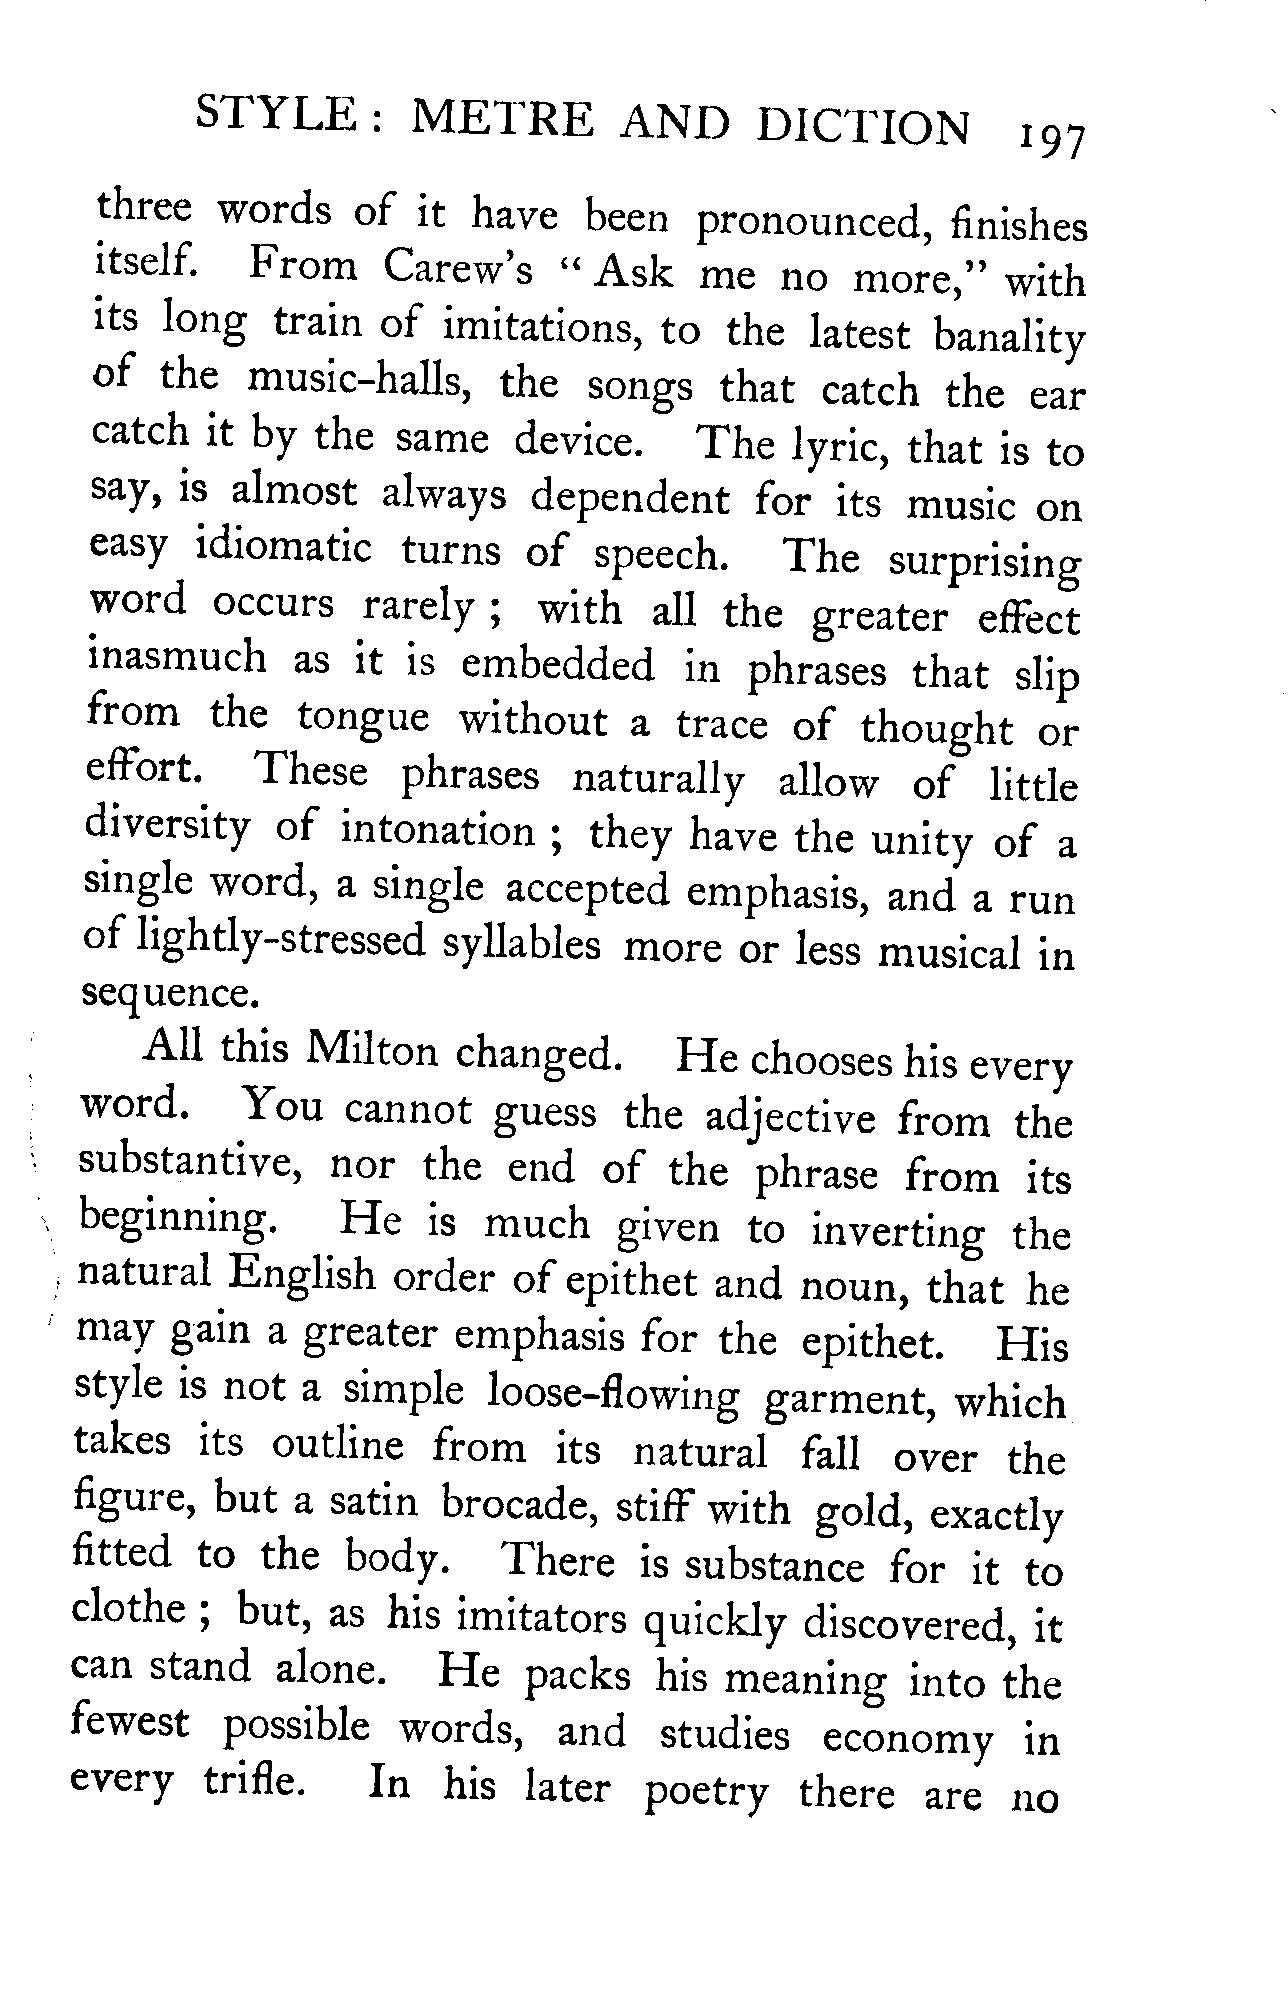 STYLE: METRE AND DICTION 197
three words of it have been pronounced, finishes
itself. From Carew's “Ask me no more,” with
its long train of imitations, to the latest banality
of the music-halls, the songs that catch the ear
catch it by the same device. The lyric, that is to
say, is almost always dependent for its music on
easy idiomatic turns of speech. The surprising
word occurs rarely; with all the greater effect
inasmuch as it is embedded in phrases that slip
from the tongue without a trace of thought or
effort. These phrases naturally allow of little
diversity of intonation; they have the unity of a
single word, a single accepted emphasis, and a run
of lightly-stressed syllables more or less musical in
sequence.
All this Milton changed. He chooses his every
word. You cannot guess the adjective from the
substantive, nor the end of the phrase from its
beginning. He is much given to inverting the
natural English order of epithet and noun, that he
may gain a greater emphasis for the epithet. His
style is not a simple loose-flowing garment, which
takes its outline from its natural fall over the
figure, but a satin brocade, stiff with gold, exactly
fitted to the body. There is substance for it to
clothe; but, as his imitators quickly discovered, it
can stand alone. He packs his meaning into the
fewest possible words, and studies economy in
every trifle. In his later poetry there are no